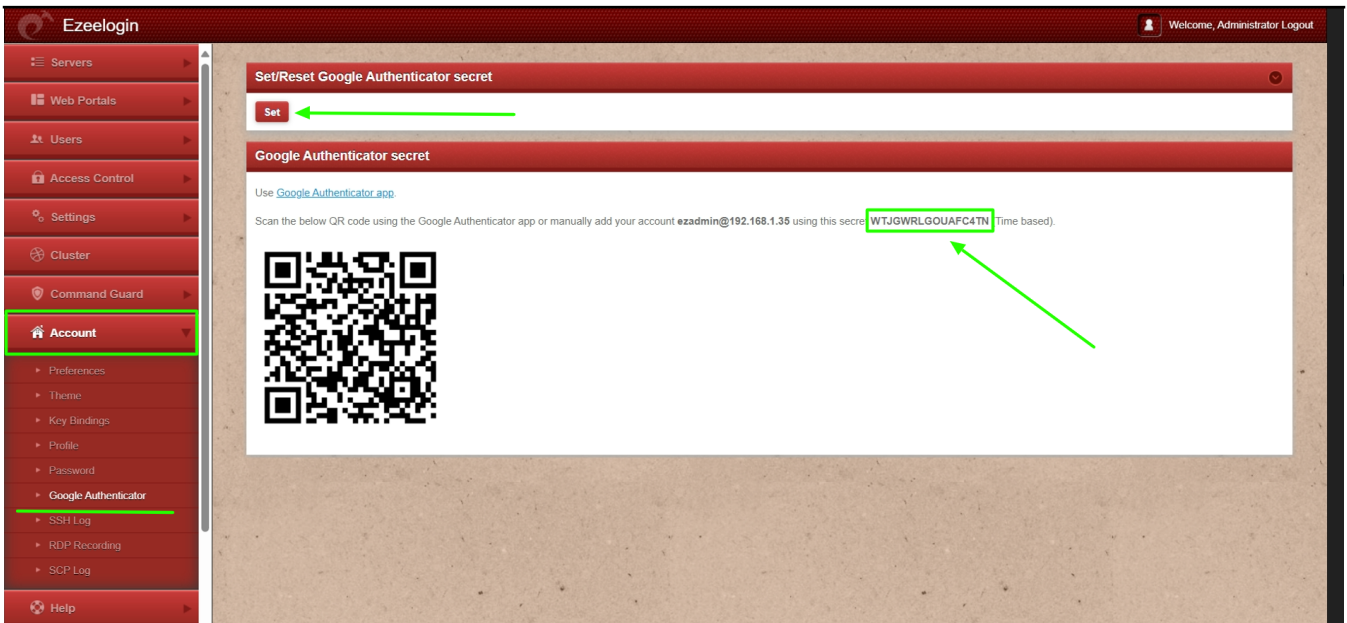 Ezeelogin
Welcome, Administrator Logout
Servers
Web Portals
Users
Access Control
Settings
Cluster
Command Guard
Account
Preferences
Theme
Key Bindings
Profile
Password
Google Authenticator
SSH Log
RDP Recording
SCP Log
Help
Set/Reset Google Authenticator secret
Set
Google Authenticator secret
Use Google Authenticator app.
Scan the below QR code using the Google Authenticator app or manually add your account ezadmin@192.168.1.35 using this secret WTJGWRLGOUAFC4TN (Time based).